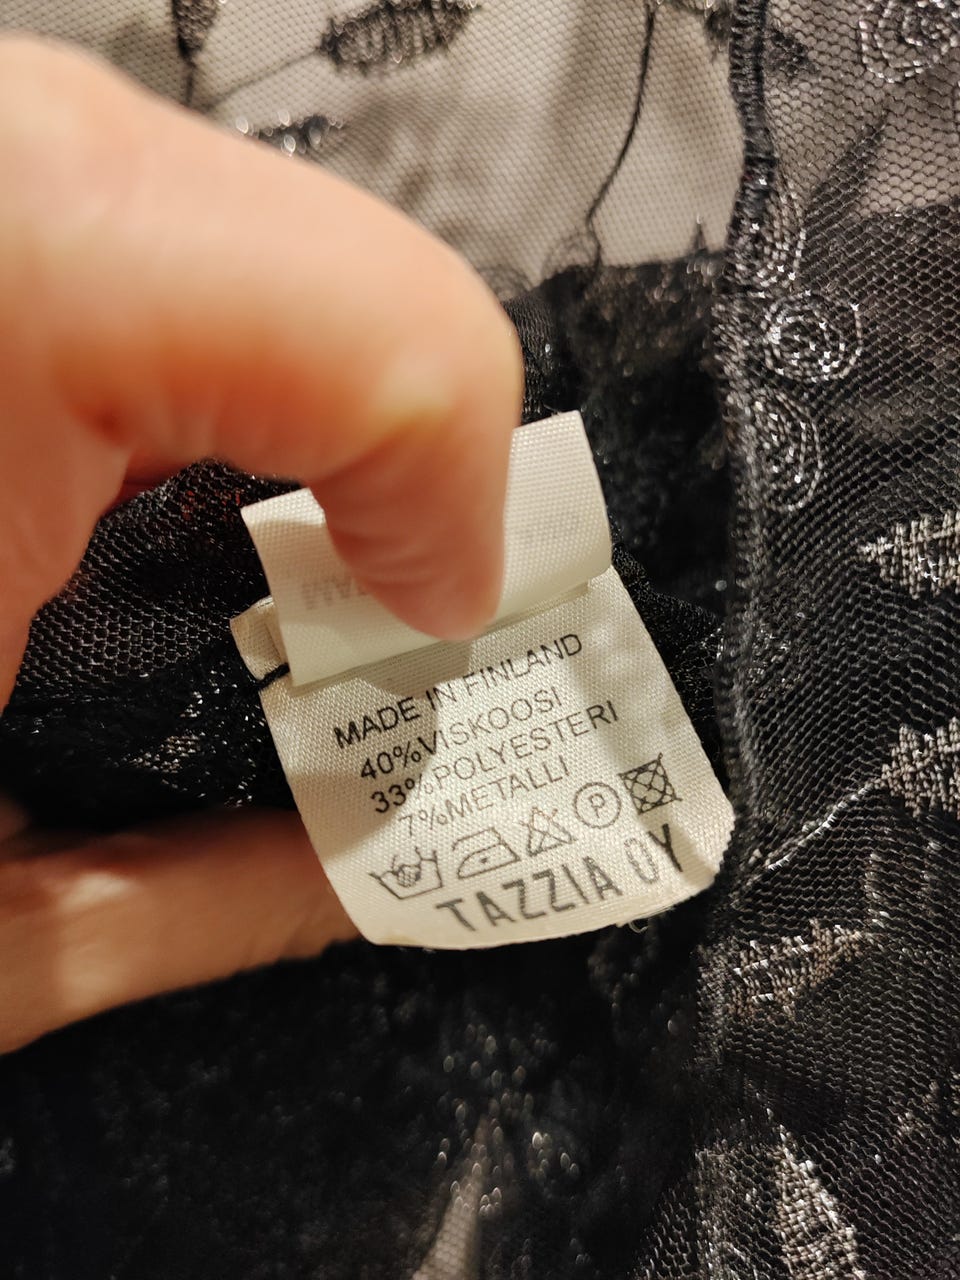 MADE IN FINLAND
40%VISKOOSI
33%POLYESTERI
7%METALLI
P
TAZZIA OY